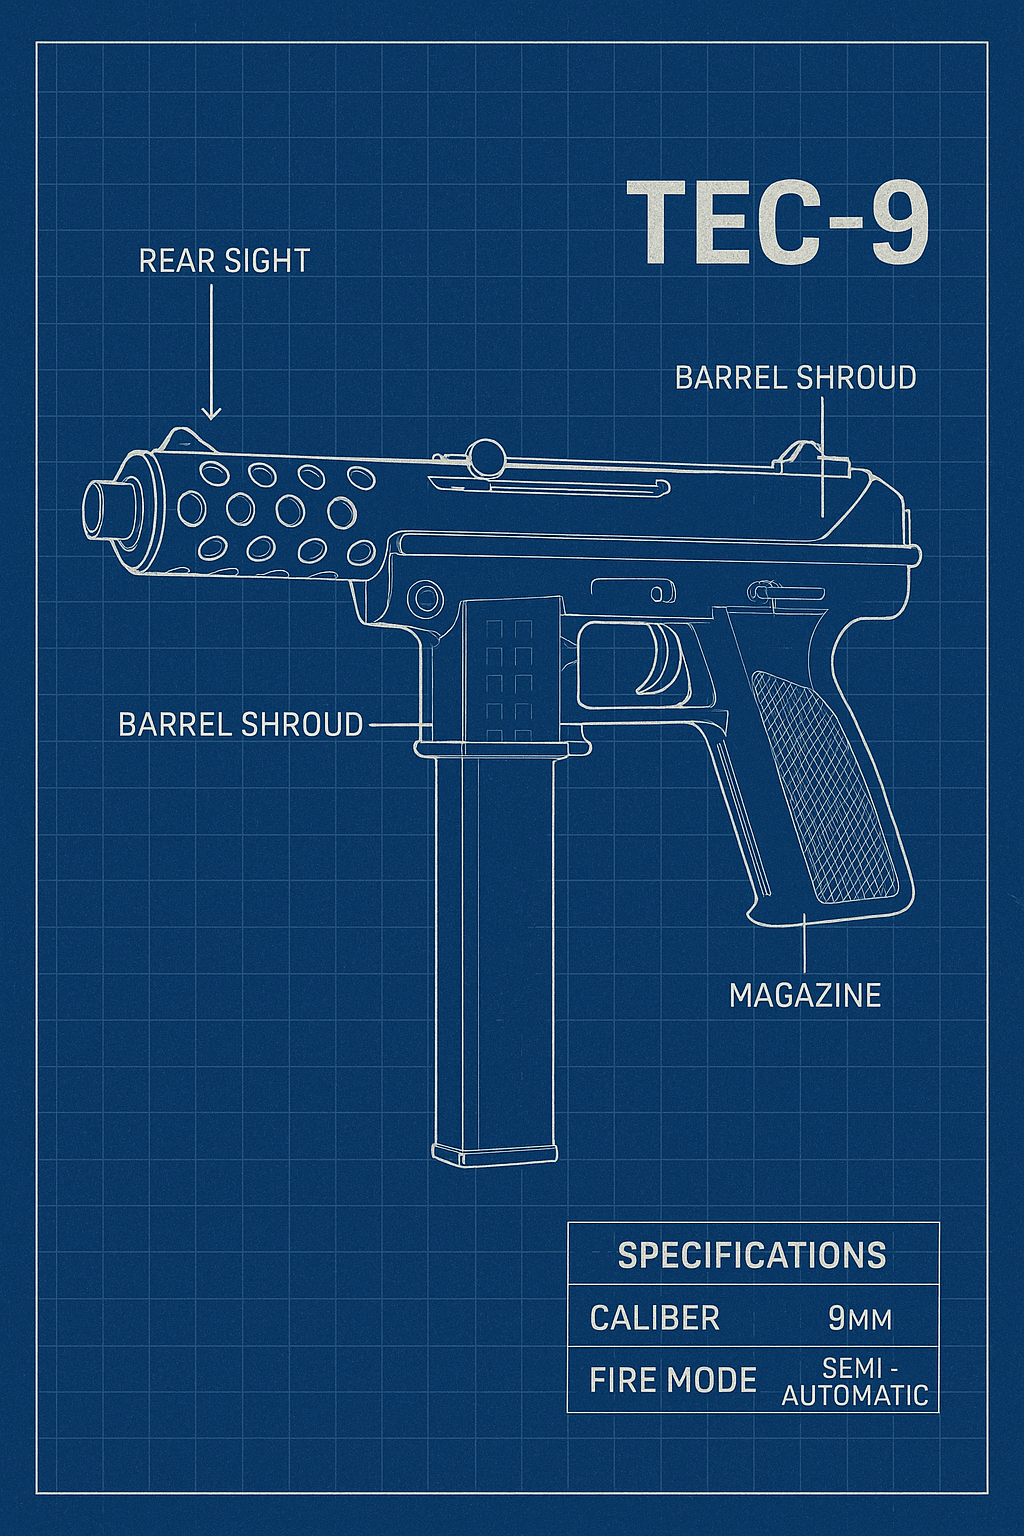 TEC-9
REAR SIGHT
BARREL SHROUD
BARREL SHROUD
MAGAZINE
SPECIFICATIONS
CALIBER 9MM
FIRE MODE SEMI -
AUTOMATIC